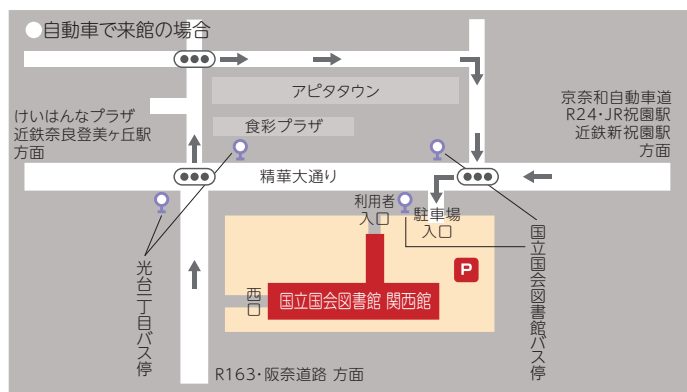 ●自動車で来館の場合
アピタタウン
食彩プラザ
けいはんなプラザ
近鉄奈良登美ヶ丘駅
方面
京奈和自動車道
R24・JR祝園駅
近鉄新祝園駅
方面
精華大通り
利用者
入口
駐車場
入口
P
西口
国立国会図書館 関西館
光台一丁目バス停
国立国会図書館バス停
R163・阪奈道路 方面